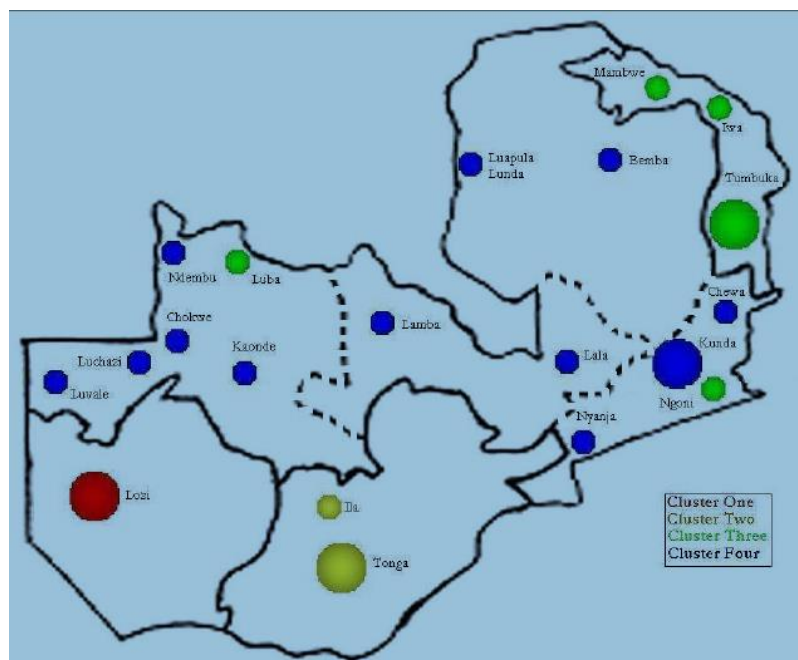 Mambwe
Iwa
Luapula
Lunda
Bemba
Tumbuka
Ndembu
Luba
Chewa
Chokwe
Lamba
Kunda
Luchazi
Kaonde
Lala
Luvale
Ngoni
Nyanja
Lozi
Ila
Tonga
Cluster One
Cluster Two
Cluster Three
Cluster Four